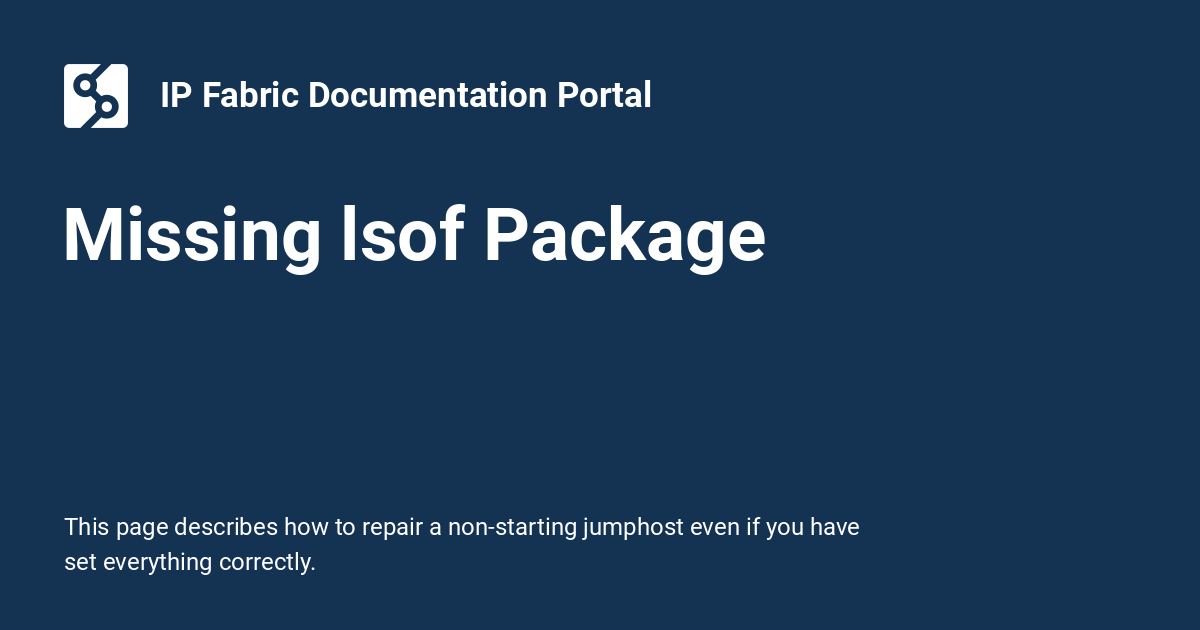 IP Fabric Documentation Portal
Missing lsof Package
This page describes how to repair a non-starting jumphost even if you have
set everything correctly.